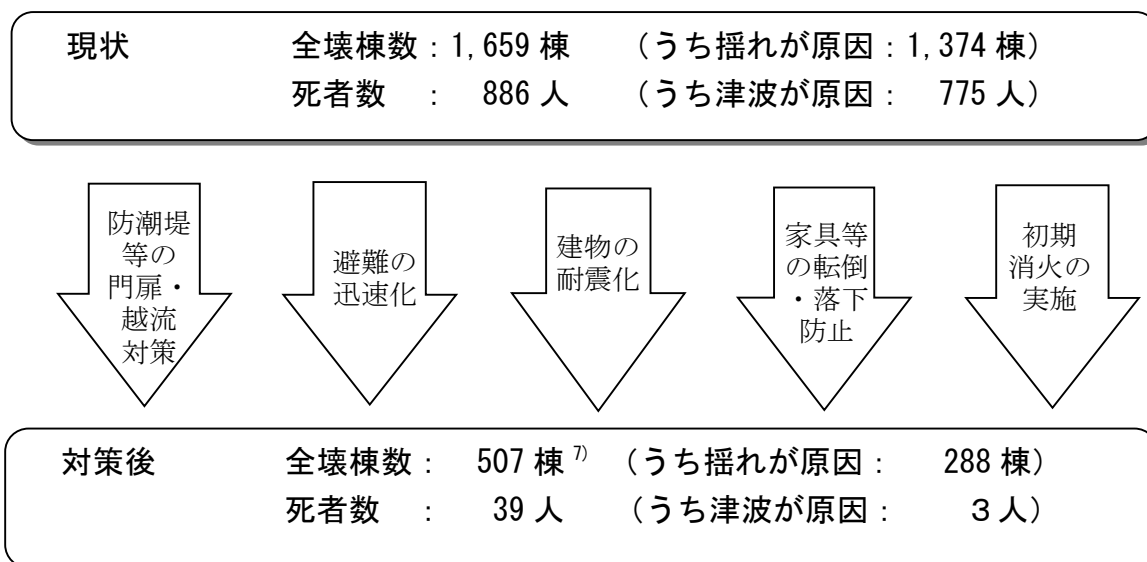 現状 全壊棟数：1,659 棟 （うち揺れが原因：1,374 棟）
死者数 ： 886 人 （うち津波が原因： 775 人）
防潮堤
等の
門扉・
越流
対策
避難の
迅速化
建物の
耐震化
家具等
の転倒
・落下
防止
初期
消火の
実施
対策後 全壊棟数： 507 棟 7) （うち揺れが原因： 288 棟）
死者数 ： 39 人 （うち津波が原因： ３人）